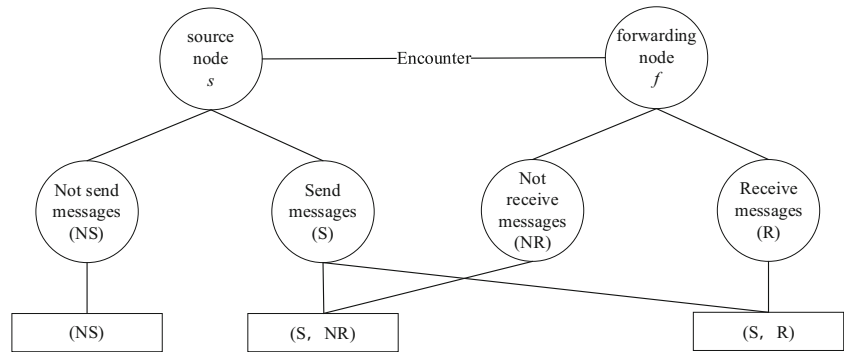 source
node
s
Encounter
forwarding
node
f
Not send
messages
(NS)
Send
messages
(S)
Not
receive
messages
(NR)
Receive
messages
(R)
(NS)
(S, NR)
(S, R)